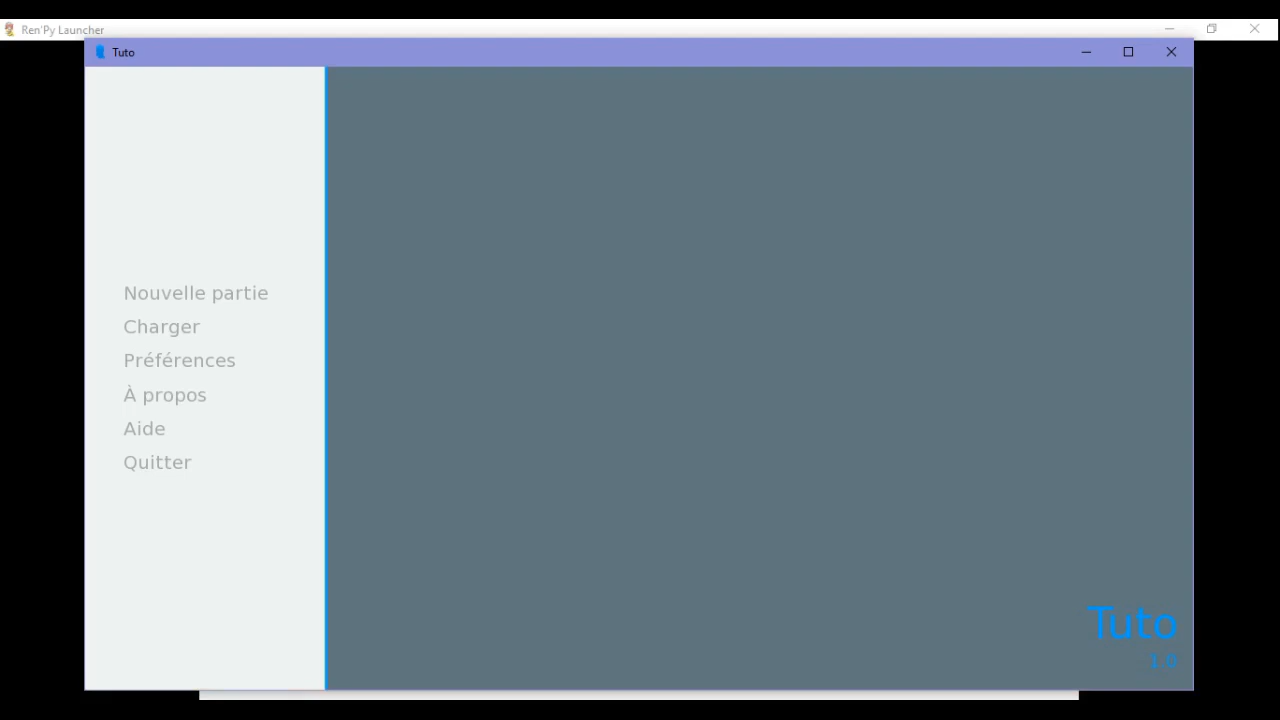 Ren'Py Launcher
Tuto
Nouvelle partie
Charger
Préférences
À propos
Aide
Quitter
Tuto
1.0